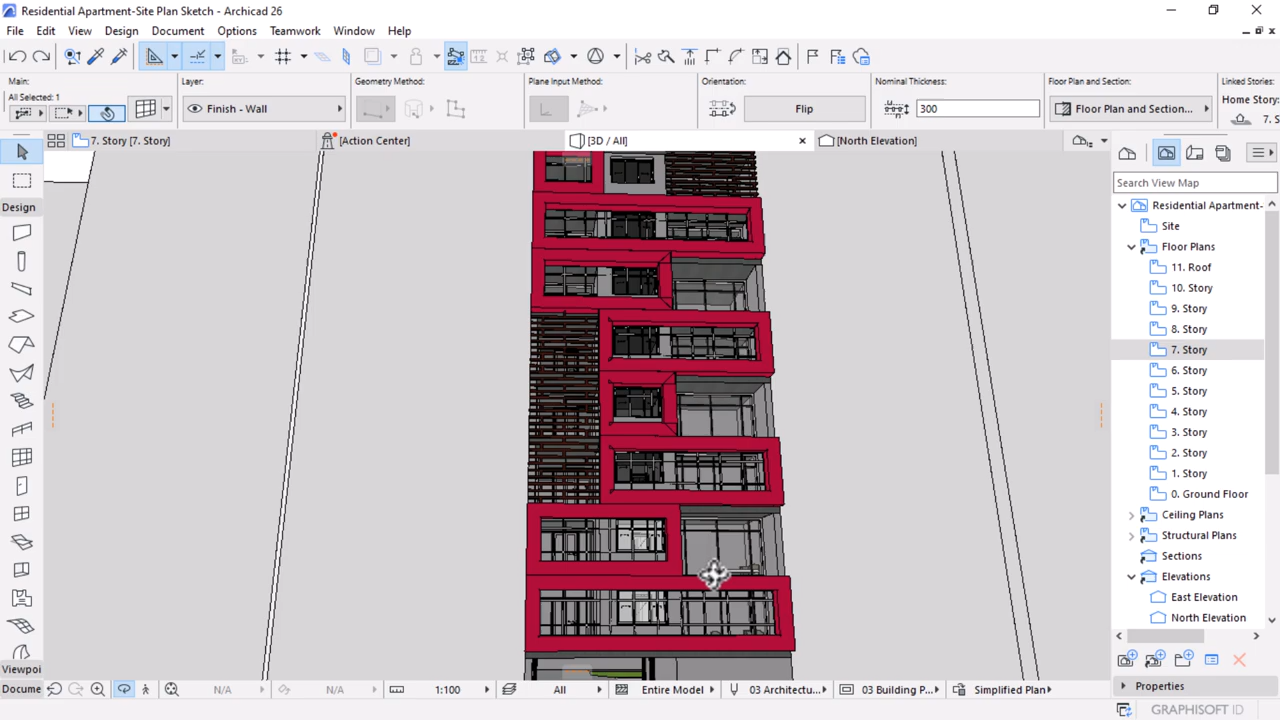 Residential Apartment-Site Plan Sketch - Archicad 26
File Edit View Design Document Options Teamwork Window Help
Main: Layer: Geometry Method: Plane Input Method: Orientation: Nominal Thickness: Floor Plan and Section: Linked Stories:
All Selected: 1
Finish - Wall
Flip
300
Floor Plan and Section...
Home Story:
7. S
7. Story [7. Story]
[Action Center]
[3D / All]
[North Elevation]
Residential Apartment-
Site
Floor Plans
11. Roof
10. Story
9. Story
8. Story
7. Story
6. Story
5. Story
4. Story
3. Story
2. Story
1. Story
0. Ground Floor
Ceiling Plans
Structural Plans
Sections
Elevations
East Elevation
North Elevation
Viewpoi
Docume
N/A
N/A
1:100
All
Entire Model
03 Architectu...
03 Building P...
Simplified Plan
Properties
GRAPHISOFT ID